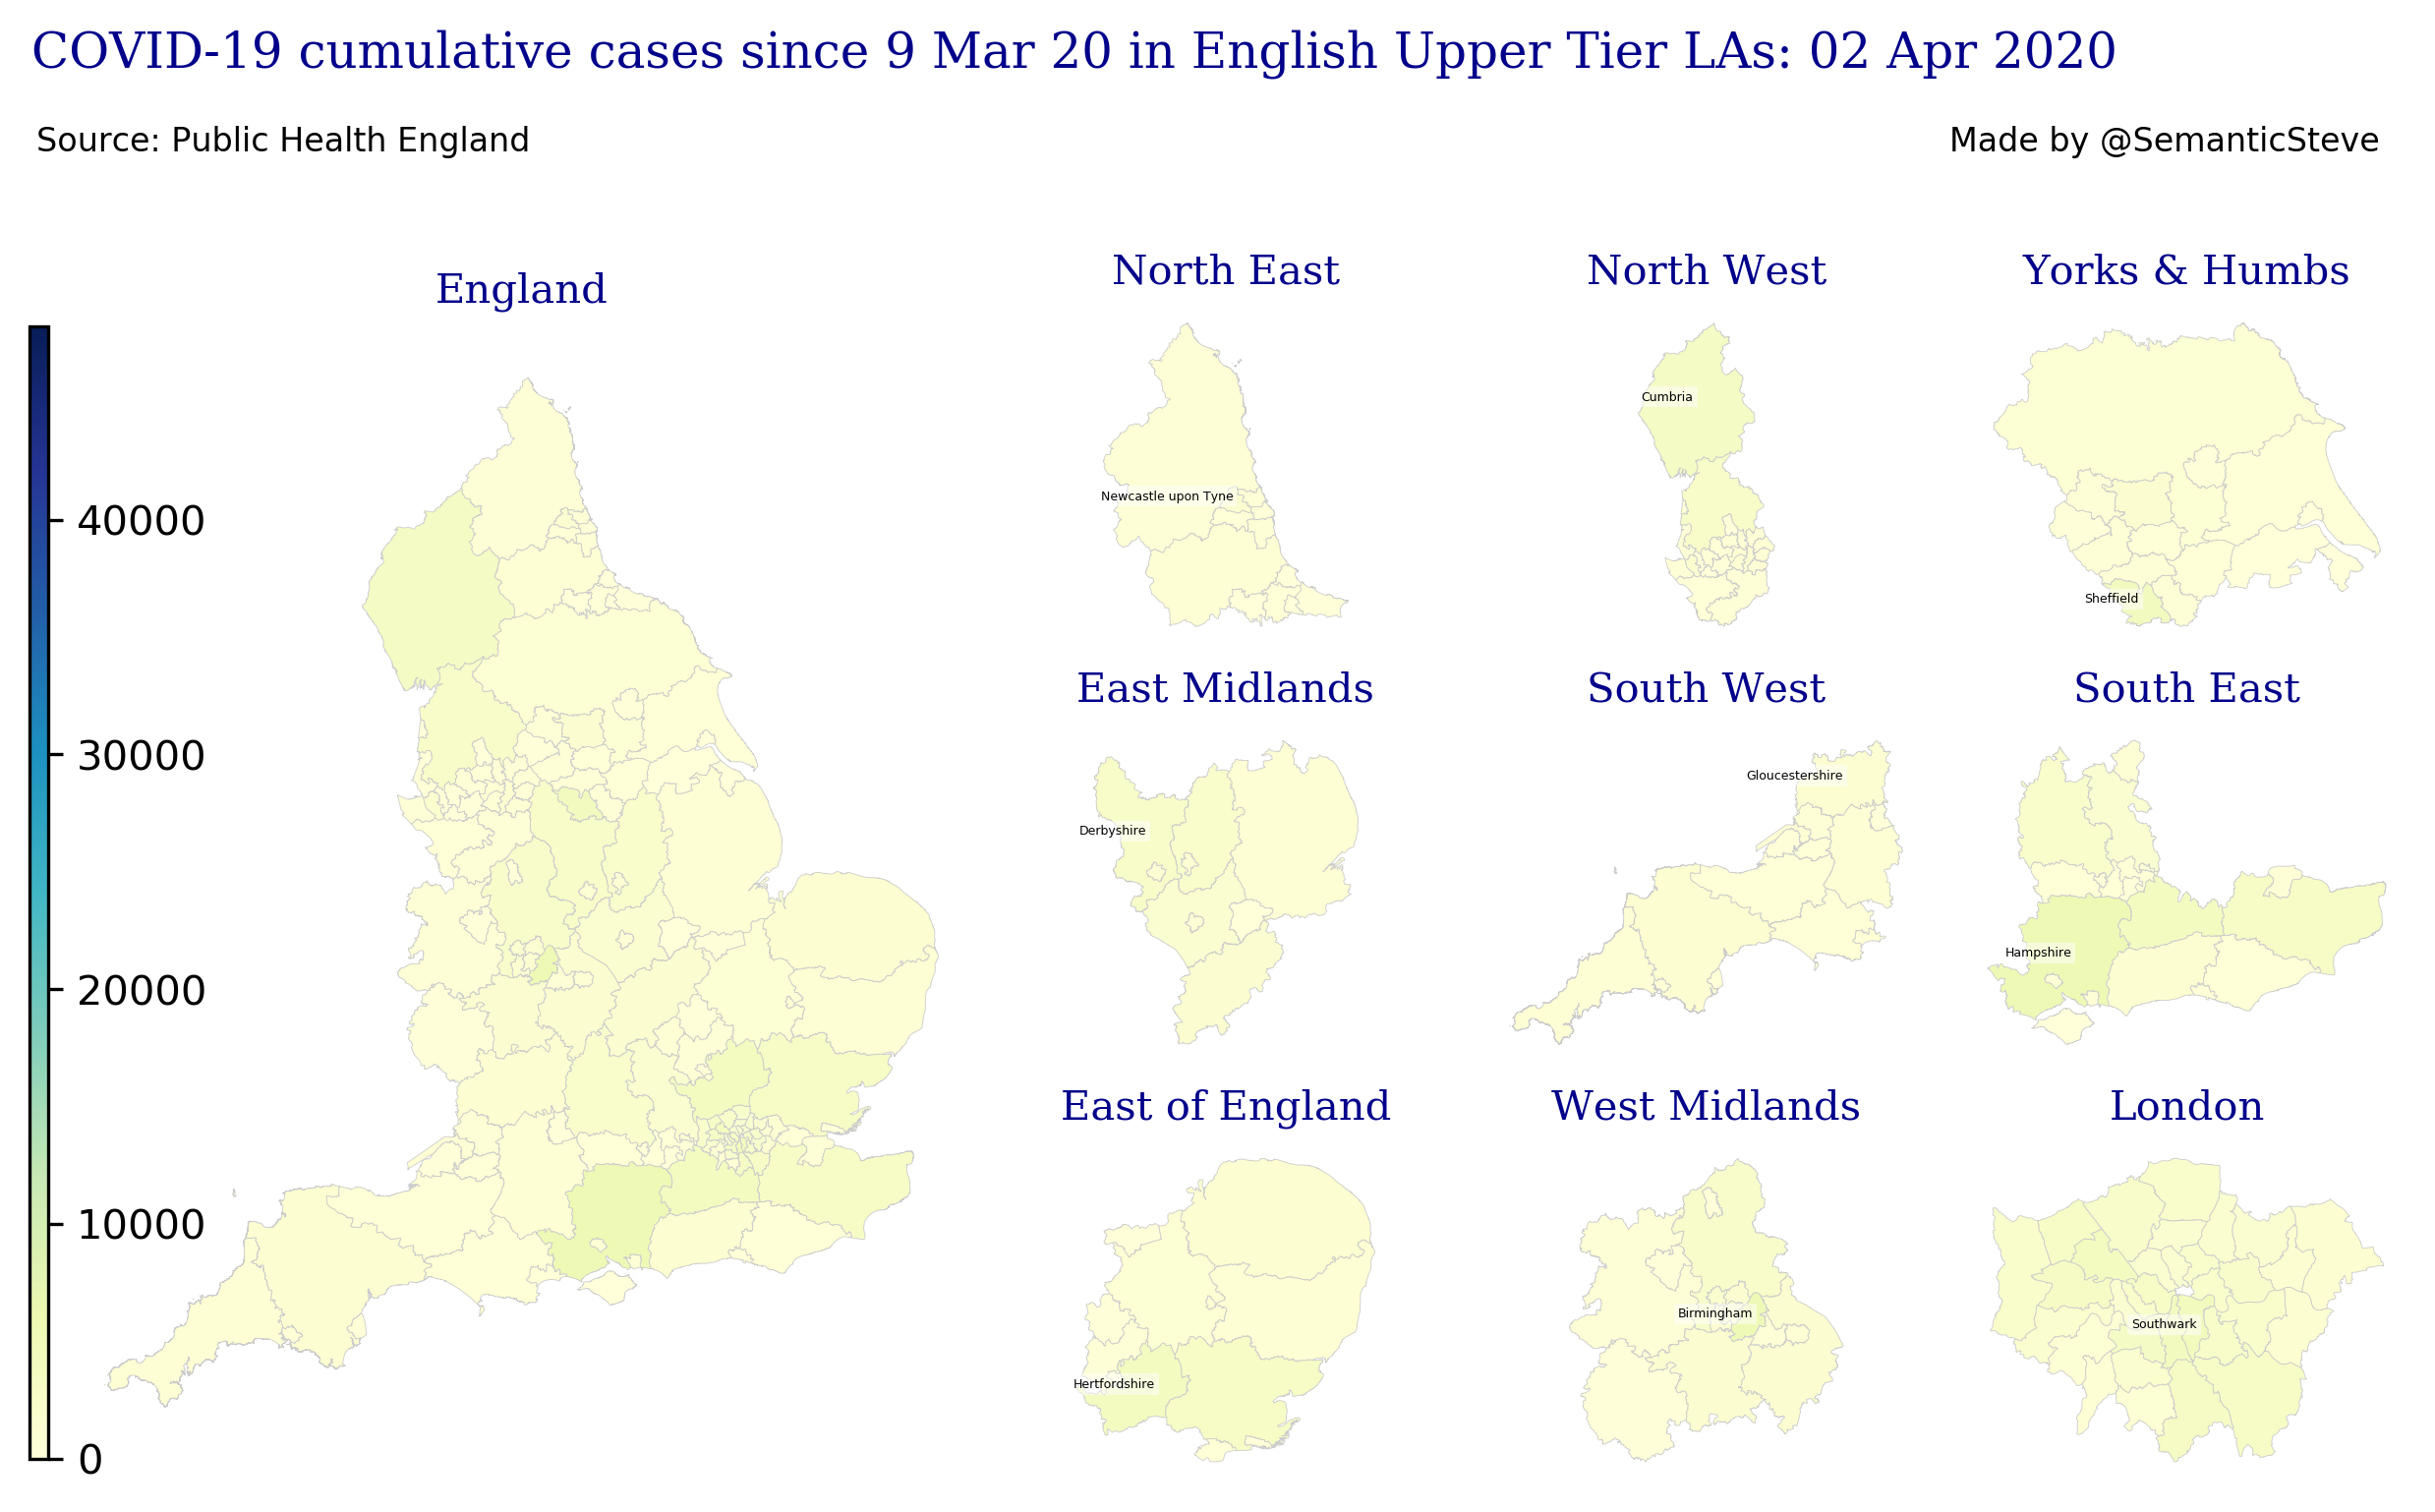 COVID-19 cumulative cases since 9 Mar 20 in English Upper Tier LAs: 02 Apr 2020
Source: Public Health England
Made by @SemanticSteve
England
40000
30000
20000
10000
0
North East
Newcastle upon Tyne
North West
Cumbria
Yorks & Humbs
Sheffield
East Midlands
Derbyshire
South West
Gloucestershire
South East
Hampshire
East of England
Hertfordshire
West Midlands
Birmingham
London
Southwark